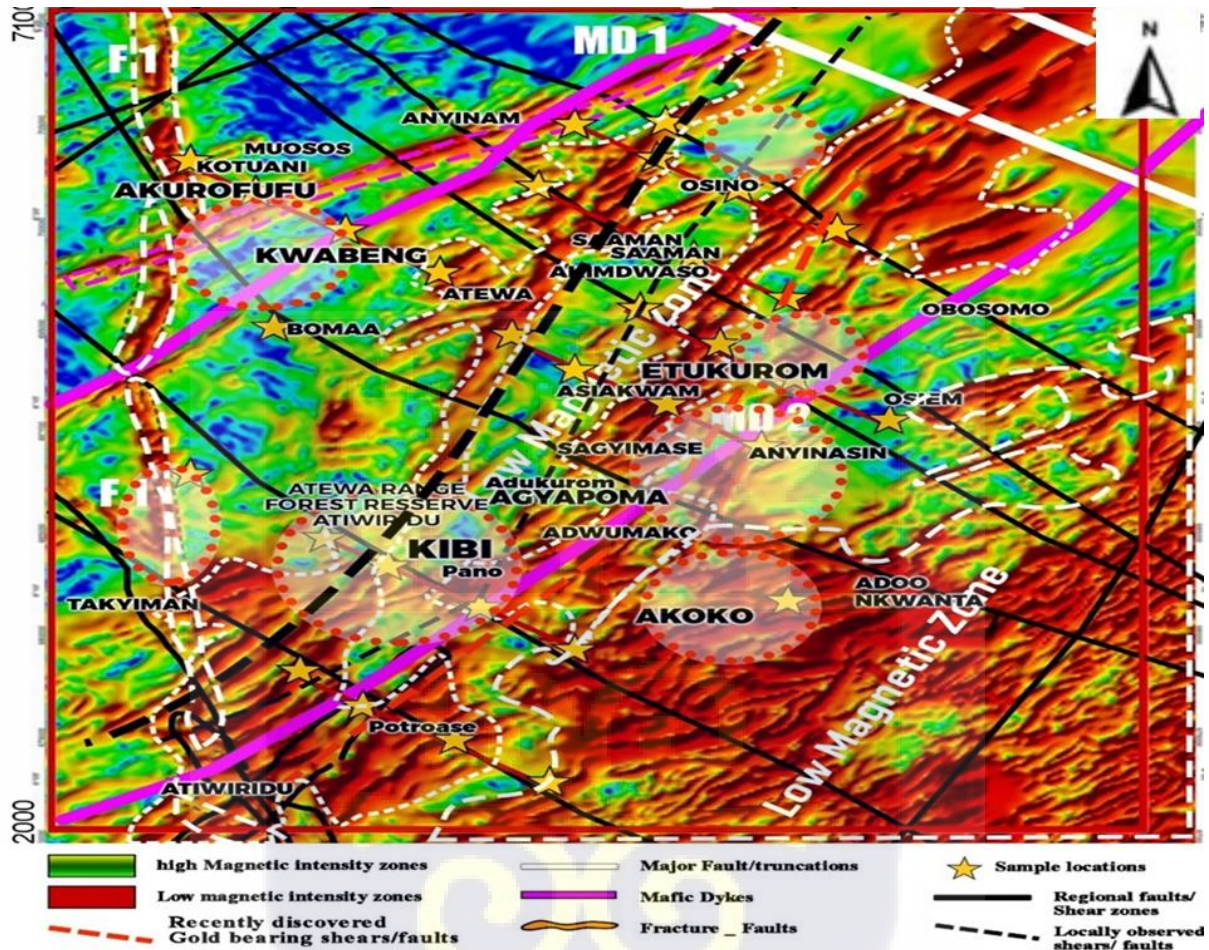 7100
N
F 1
MD 1
ANYINAM
MUOSOS
KOTUANI
AKUROFUFU
OSINO
KWABENG
SAAMAN
SAAMAN
AKIMDWASO
ATEWA
OBOSOMO
BOMAA
Low Magnetic Zone
ETUKUROM
ASIAKWAM
OSIEM
MD 2
SAGYIMASE
ANYINASIN
F 1
ATEWA RANGE
FOREST RESSERVE
ATIWIRIDU
Adukurom
AGYAPOMA
ADWUMAKO
KIBI
Pano
TAKYIMAN
ADOO
NKWANTA
AKOKO
Low Magnetic Zone
Potroase
ATIWIRIDU
2000
high Magnetic intensity zones
Low magnetic intensity zones
Recently discovered
Gold bearing shears/faults
Major Fault/truncations
Mafic Dykes
Fracture _ Faults
Sample locations
Regional faults/
Shear zones
Locally observed
shears/ faults